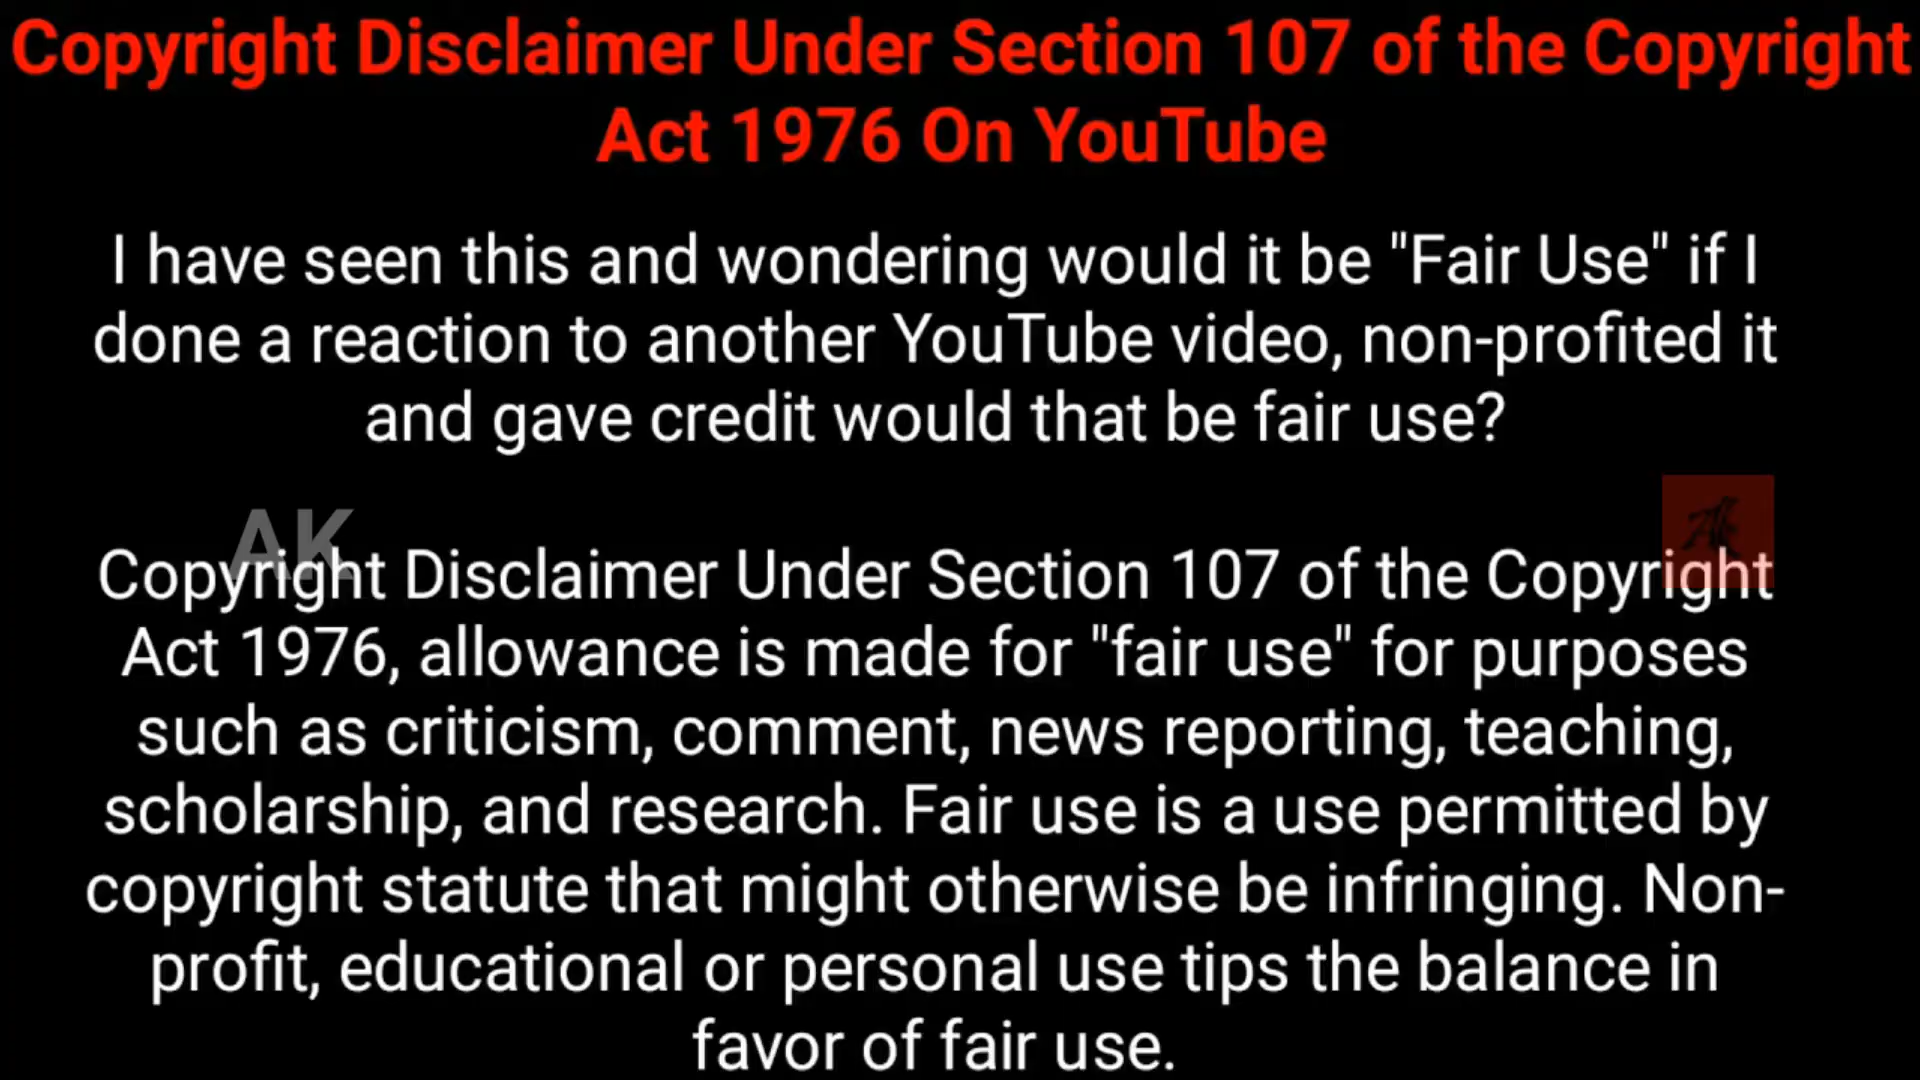 Copyright Disclaimer Under Section 107 of the Copyright
Act 1976 On YouTube
I have seen this and wondering would it be "Fair Use" if I
done a reaction to another YouTube video, non-profited it
and gave credit would that be fair use?
AK
Copyright Disclaimer Under Section 107 of the Copyright
Act 1976, allowance is made for "fair use" for purposes
such as criticism, comment, news reporting, teaching,
scholarship, and research. Fair use is a use permitted by
copyright statute that might otherwise be infringing. Non-
profit, educational or personal use tips the balance in
favor of fair use.